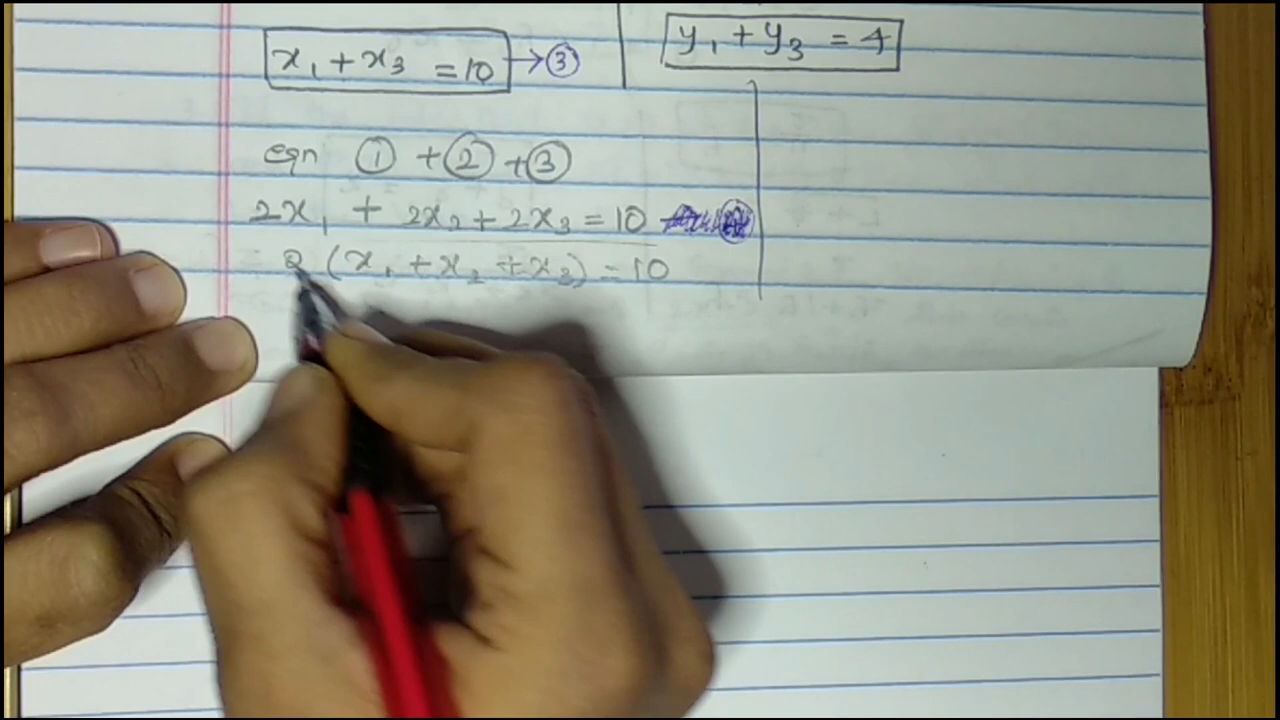 x₁ + x₃ = 10 → ③
y₁ + y₃ = 4
eqn ① + ② + ③
2x₁ + 2x₂ + 2x₃ = 10
= 2 (x₁ + x₂ + x₃) = 10